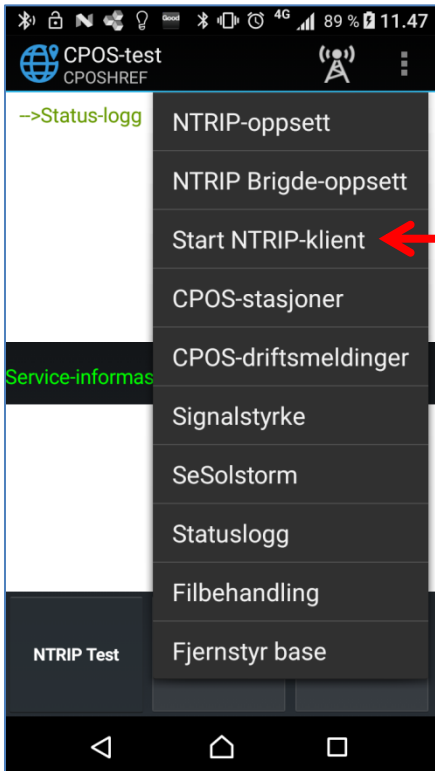 Good 4G 89 % 11.47
CPOS-test
CPOSHREF
-->Status-logg
NTRIP-oppsett
NTRIP Brigde-oppsett
Start NTRIP-klient
CPOS-stasjoner
CPOS-driftsmeldinger
Service-informas
Signalstyrke
SeSolstorm
Statuslogg
Filbehandling
Fjernstyr base
NTRIP Test